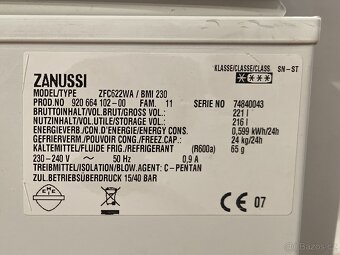 ZANUSSI
KLASSE/CLASSE/CLASS SN-ST
MODEL/TYPE ZFC622WA / BMI 230
PROD.NO 920 664 102-00 FAM. 11 SERIE NO 74840043
BRUTTOINHALT/VOL.BRUT/GROSS VOL. 221 l
NUTZINHALT/VOL.UTILE/STORAGE VOL. 216 l
ENERGIEVERB./CON.D'ENERGIE/ENERGY CONS. 0,599 kWh/24h
GEFRIERVERM./POUVOIR CONG./FREEZ.CAP.: 24 kg/24h
KÄLTEMITTEL/FLUIDE FRIG./REFRIGERANT (R600a) 65 g
230-240 V ~ 50 Hz 0,9 A
TREIBMITTEL/ISOLATION/BLOW.AGENT: C-PENTAN
ZUL.BETRIEBSÜBERDRUCK 15/40 BAR
CE 07